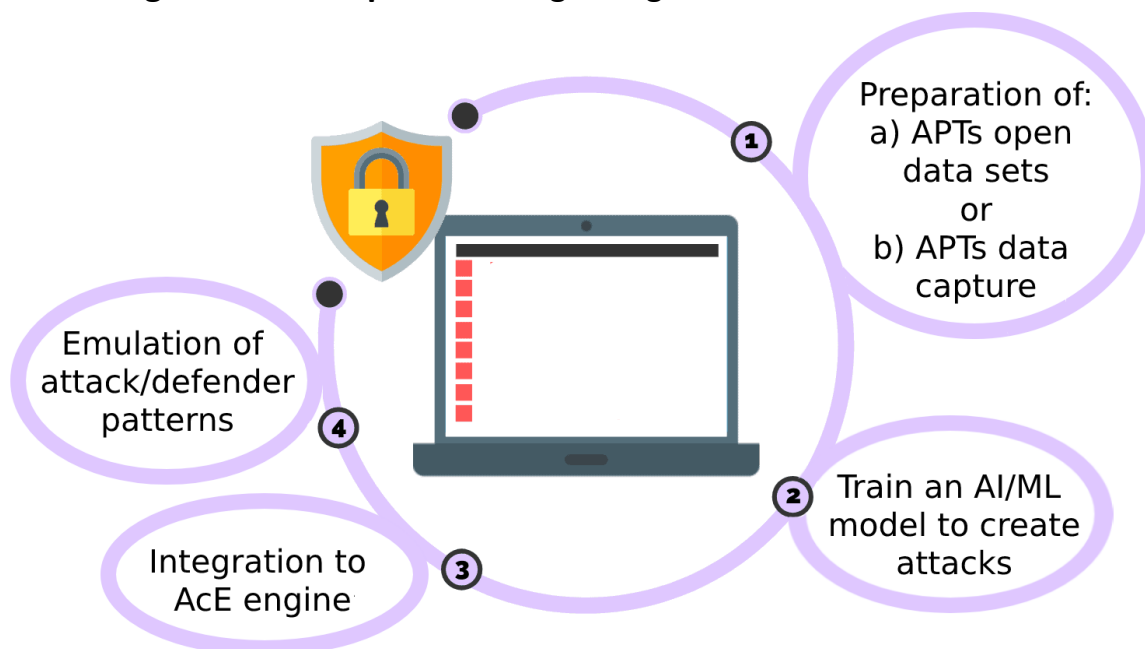 1
Preparation of:
a) APTs open
data sets
or
b) APTs data
capture
2
Train an AI/ML
model to create
attacks
3
Integration to
AcE engine
4
Emulation of
attack/defender
patterns